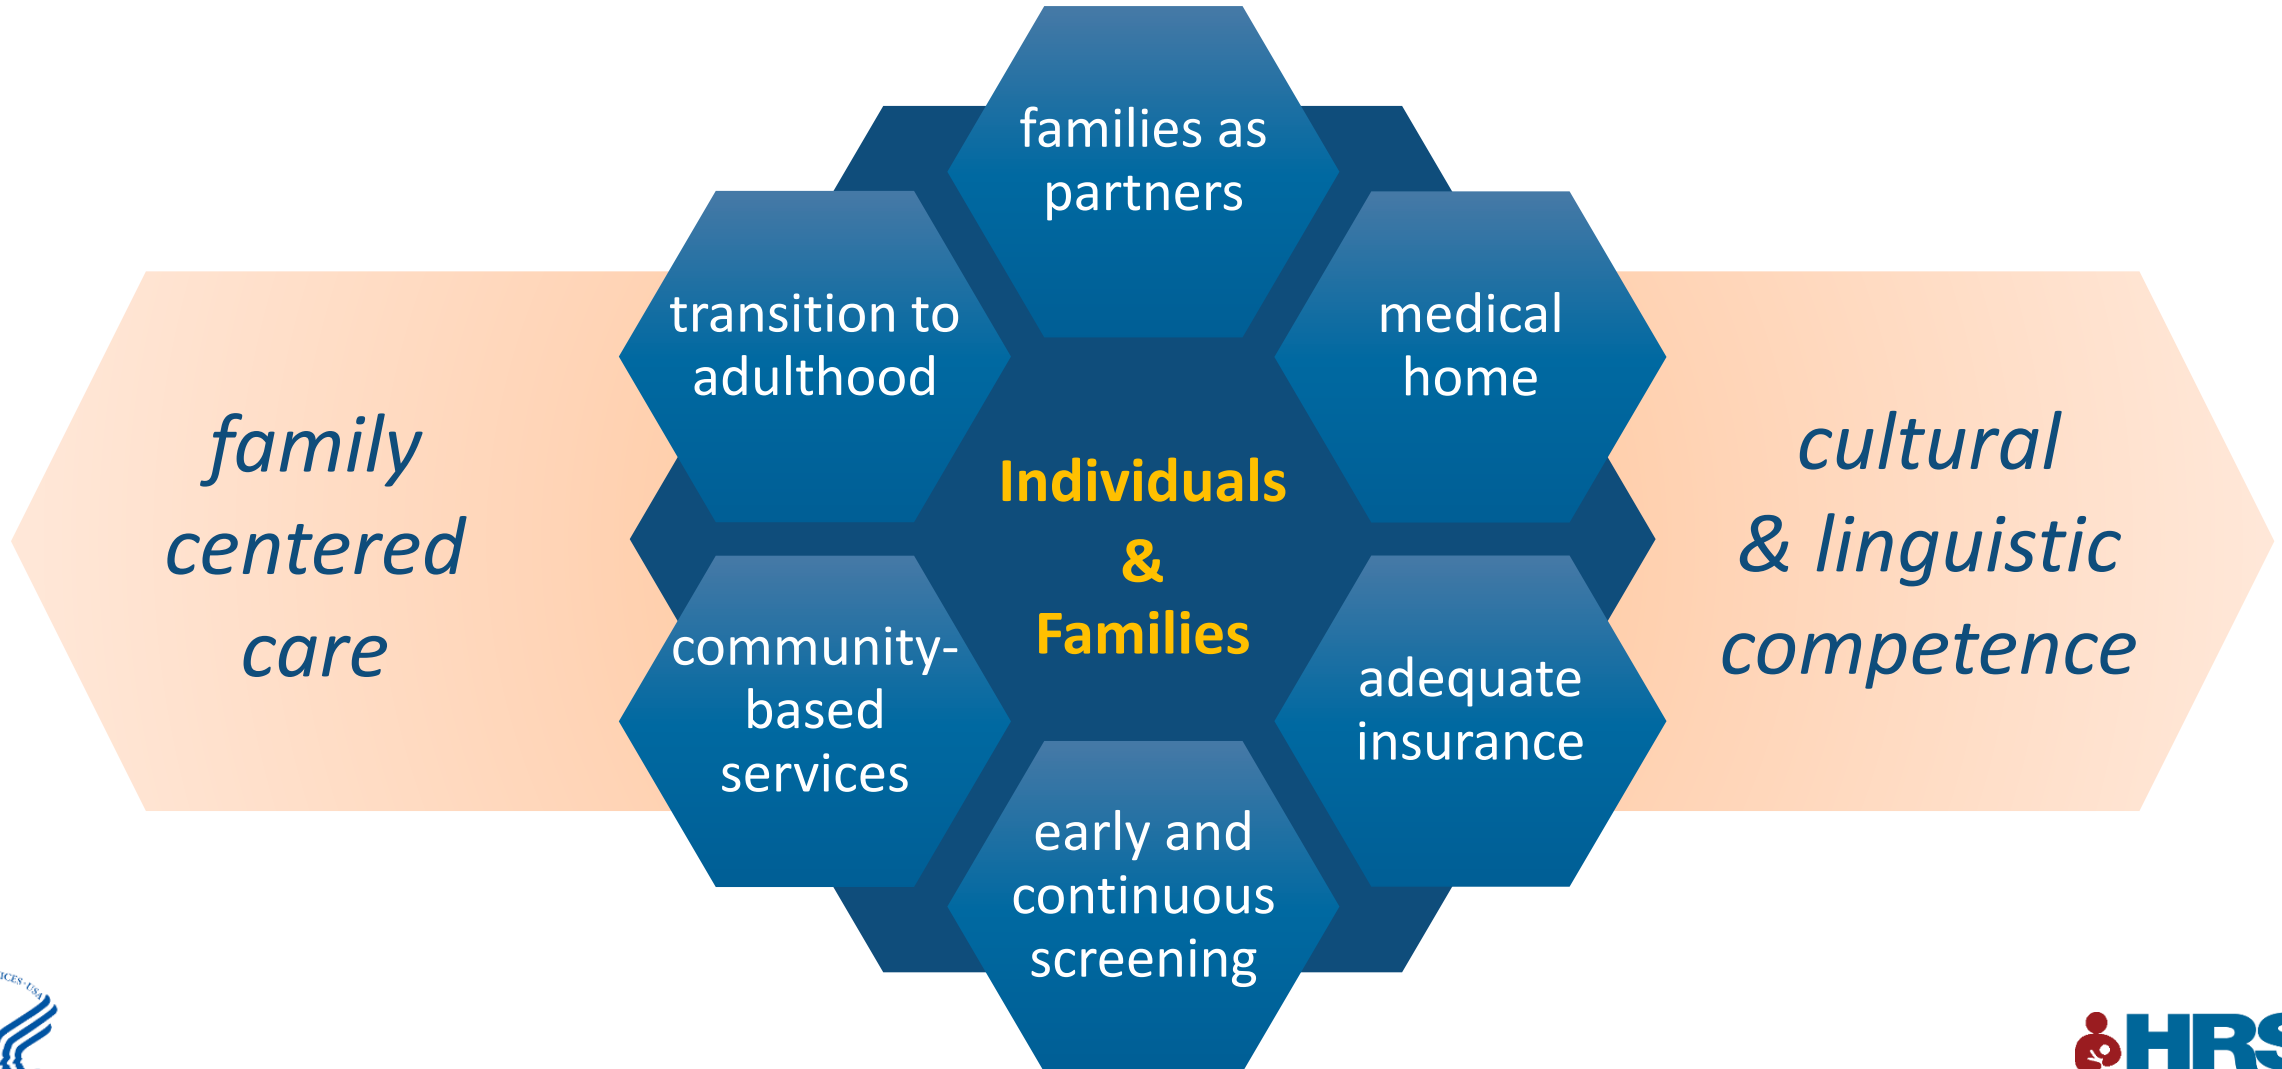 families as
partners
transition to
adulthood
medical
home
family
centered
care
Individuals
&
Families
cultural
& linguistic
competence
community-
based
services
adequate
insurance
early and
continuous
screening
HRS